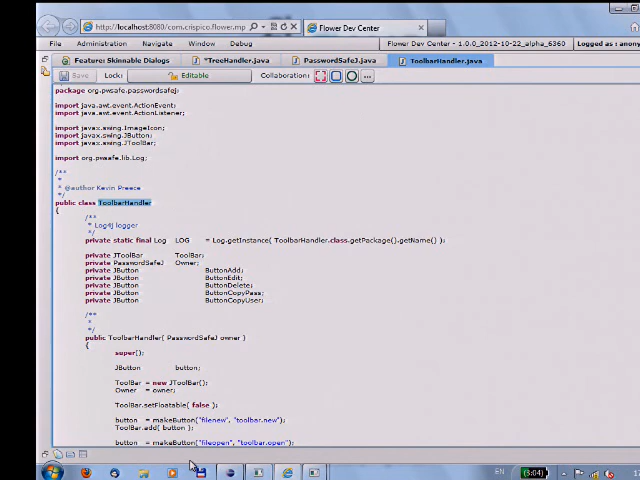 http://localhost:8080/com.crispico.flower.mp
Flower Dev Center
File Administration Navigate Window Debug
Flower Dev Center - 1.0.0_2012-10-22_alpha_6360 Logged as: anony
Feature: Skinnable Dialogs *TreeHandler.java PasswordSafeJ.java ToolbarHandler.java
Save Lock: Editable Collaboration: ...
package org.pwsafe.passwordsafej;
import java.awt.event.ActionEvent;
import java.awt.event.ActionListener;
import javax.swing.ImageIcon;
import javax.swing.JButton;
import javax.swing.JToolBar;
import org.pwsafe.lib.Log;
/**
*
* @author Kevin Preece
*/
public class ToolbarHandler
{
/**
* Log4j logger
*/
private static final Log LOG = Log.getInstance( ToolbarHandler.class.getPackage().getName() );
private JToolBar ToolBar;
private PasswordSafeJ Owner;
private JButton ButtonAdd;
private JButton ButtonEdit;
private JButton ButtonDelete;
private JButton ButtonCopyPass;
private JButton ButtonCopyUser;
/**
*
*/
public ToolbarHandler( PasswordSafeJ owner )
{
super();
JButton button;
ToolBar = new JToolBar();
Owner = owner;
ToolBar.setFloatable( false );
button = makeButton("filenew", "toolbar.new");
ToolBar.add( button );
button = makeButton("fileopen", "toolbar.open");
EN (3:04)